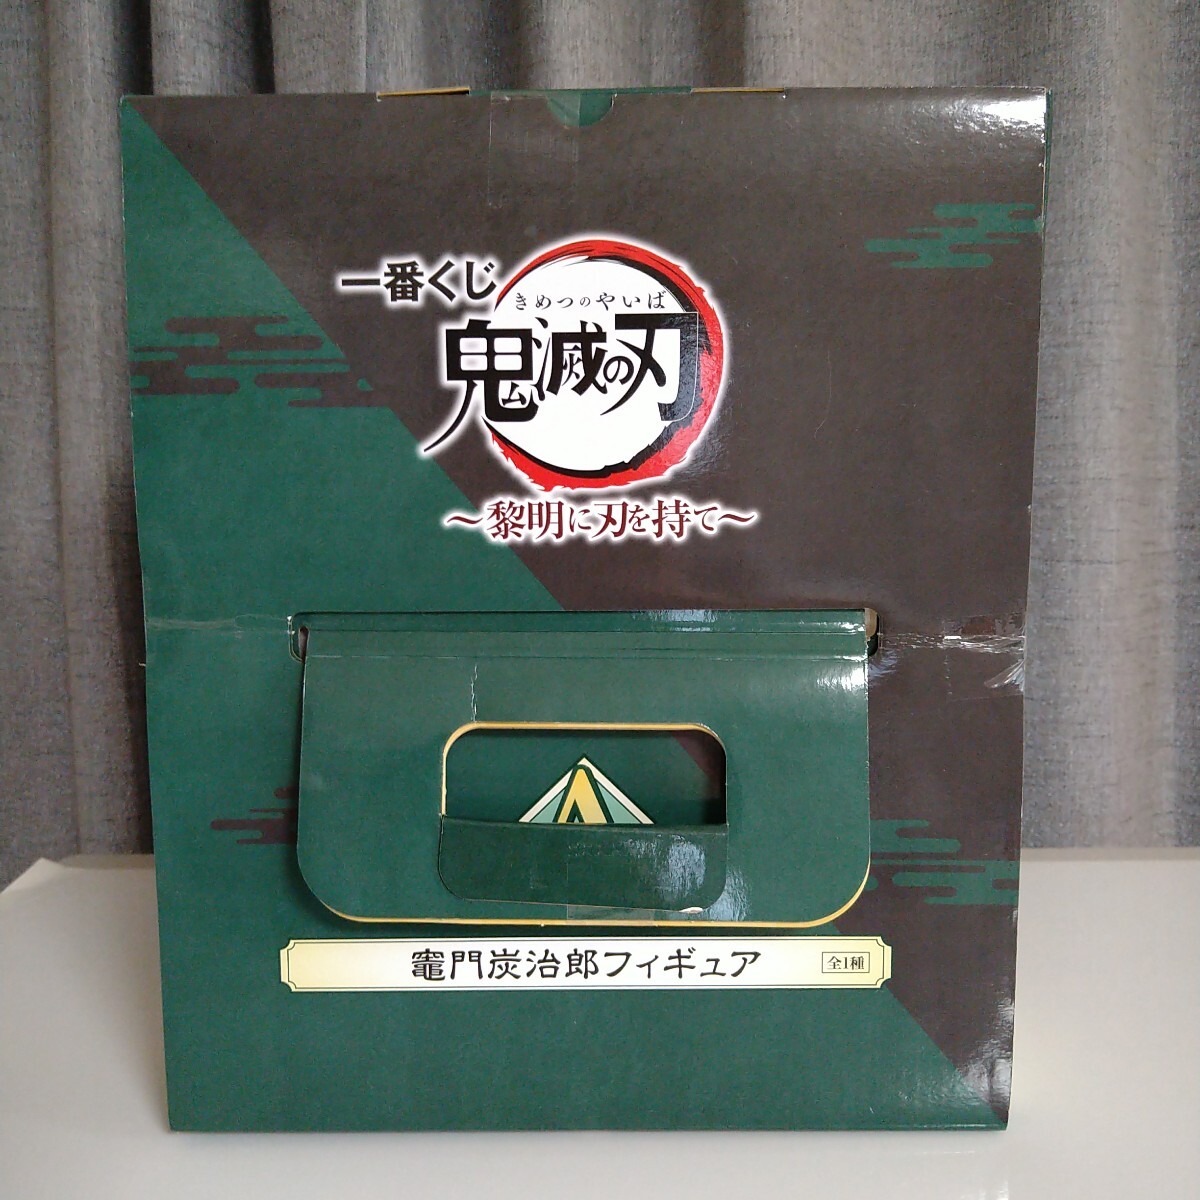 一番くじ
きめつのやいば
鬼滅の刃
～黎明に刃を持て～
A
竈門炭治郎フィギュア 全1種